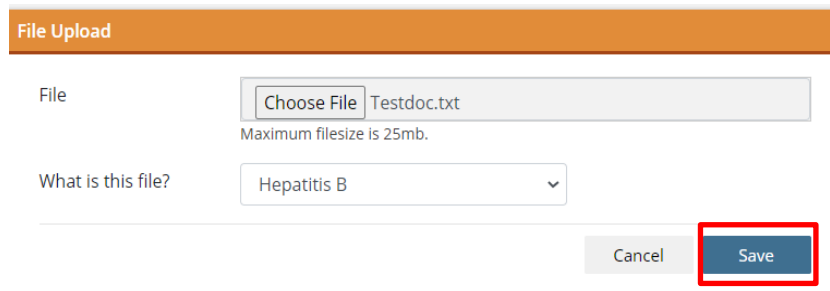 File Upload
File
Choose File Testdoc.txt
Maximum filesize is 25mb.
What is this file?
Hepatitis B
Cancel Save